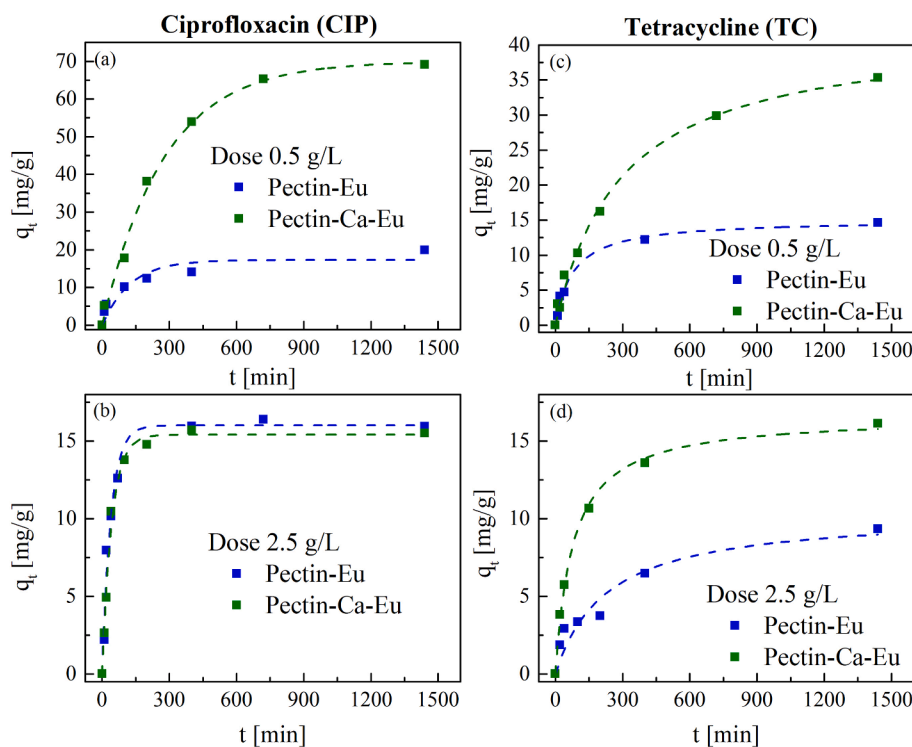 Ciprofloxacin (CIP)
Tetracycline (TC)
(a)
70
60
50
40
30
20
10
0
q_t [mg/g]
Dose 0.5 g/L
Pectin-Eu
Pectin-Ca-Eu
0 300 600 900 1200 1500
t [min]
(c)
40
35
30
25
20
15
10
5
0
q_t [mg/g]
Dose 0.5 g/L
Pectin-Eu
Pectin-Ca-Eu
0 300 600 900 1200 1500
t [min]
(b)
15
10
5
0
q_t [mg/g]
Dose 2.5 g/L
Pectin-Eu
Pectin-Ca-Eu
0 300 600 900 1200 1500
t [min]
(d)
15
10
5
0
q_t [mg/g]
Dose 2.5 g/L
Pectin-Eu
Pectin-Ca-Eu
0 300 600 900 1200 1500
t [min]